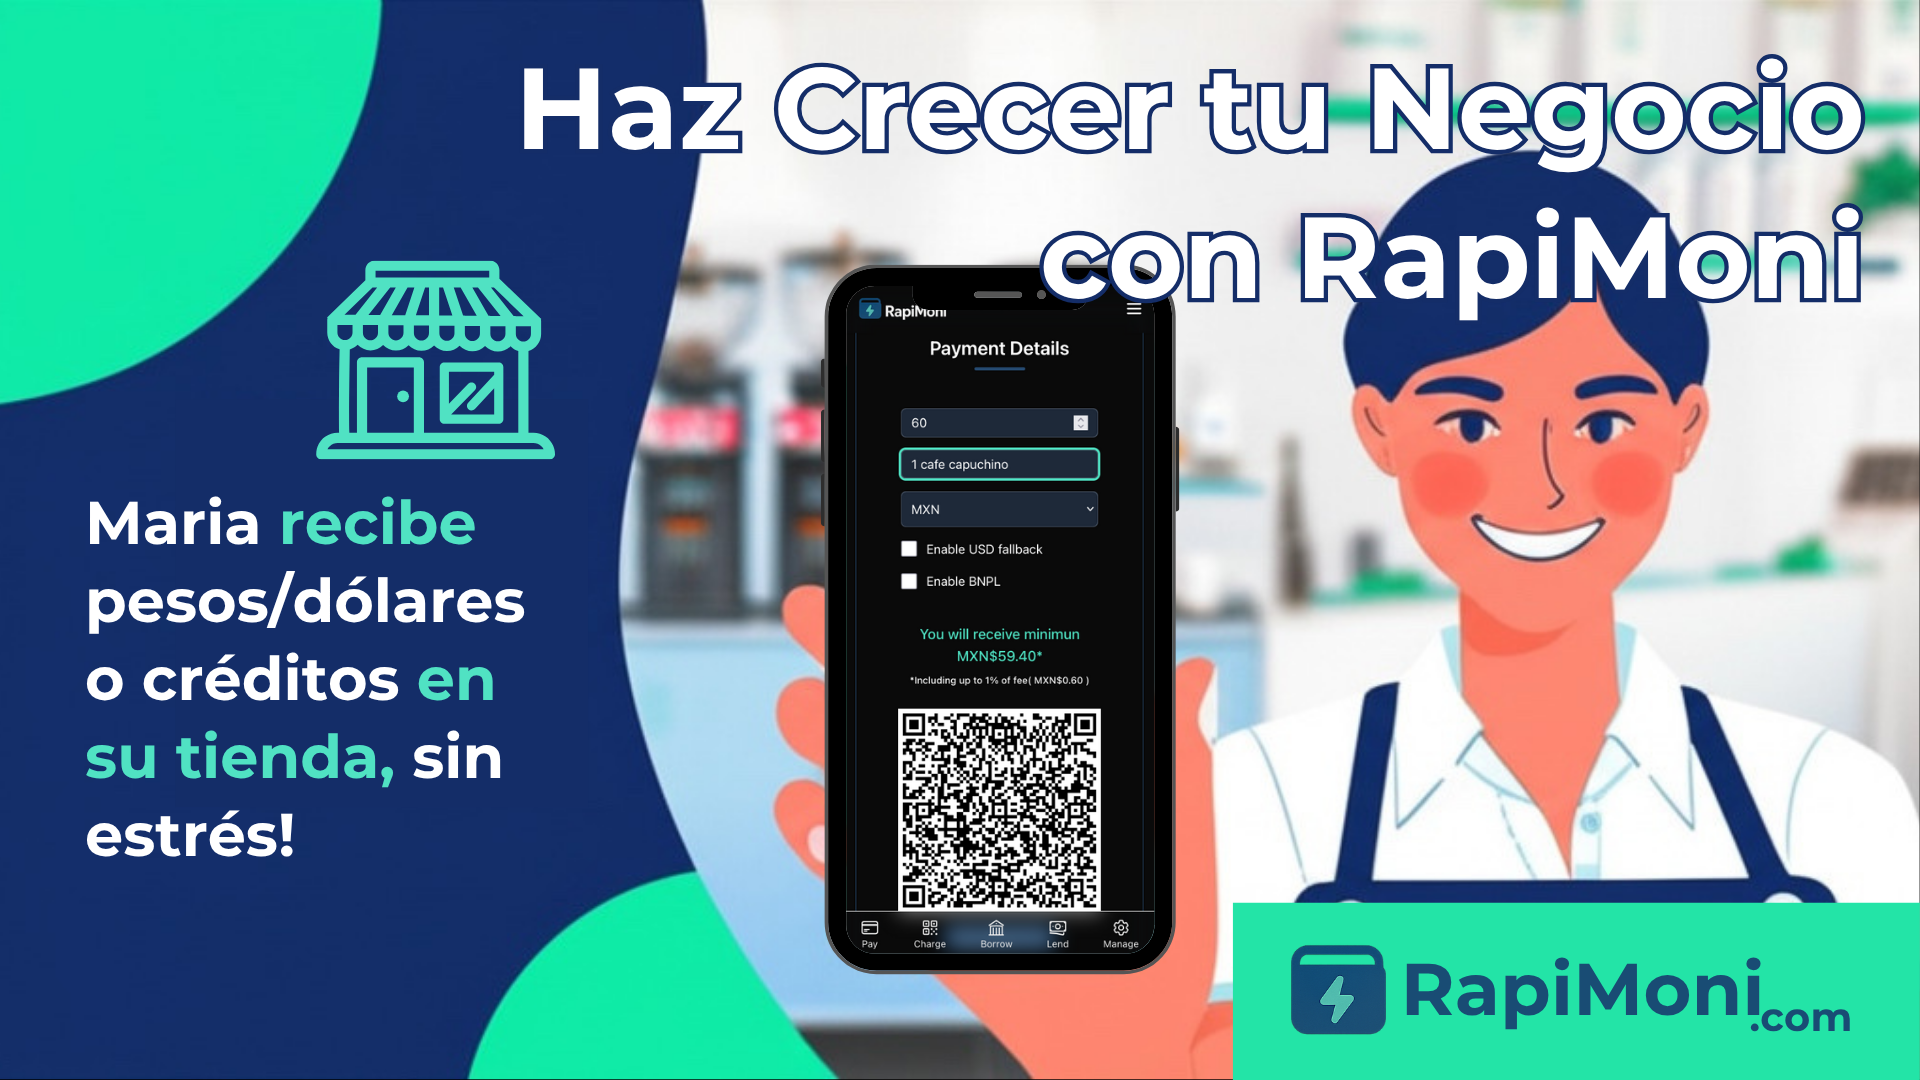 Haz Crecer tu Negocio
con RapiMoni
Maria recibe
pesos/dólares
o créditos en
su tienda, sin
estrés!
RapiMoni
Payment Details
60
1 cafe capuchino
MXN
Enable USD fallback
Enable BNPL
You will receive minimun
MXN$59.40*
*Including up to 1% of fee( MXN$0.60 )
Pay Charge Borrow Lend Manage
RapiMoni.com